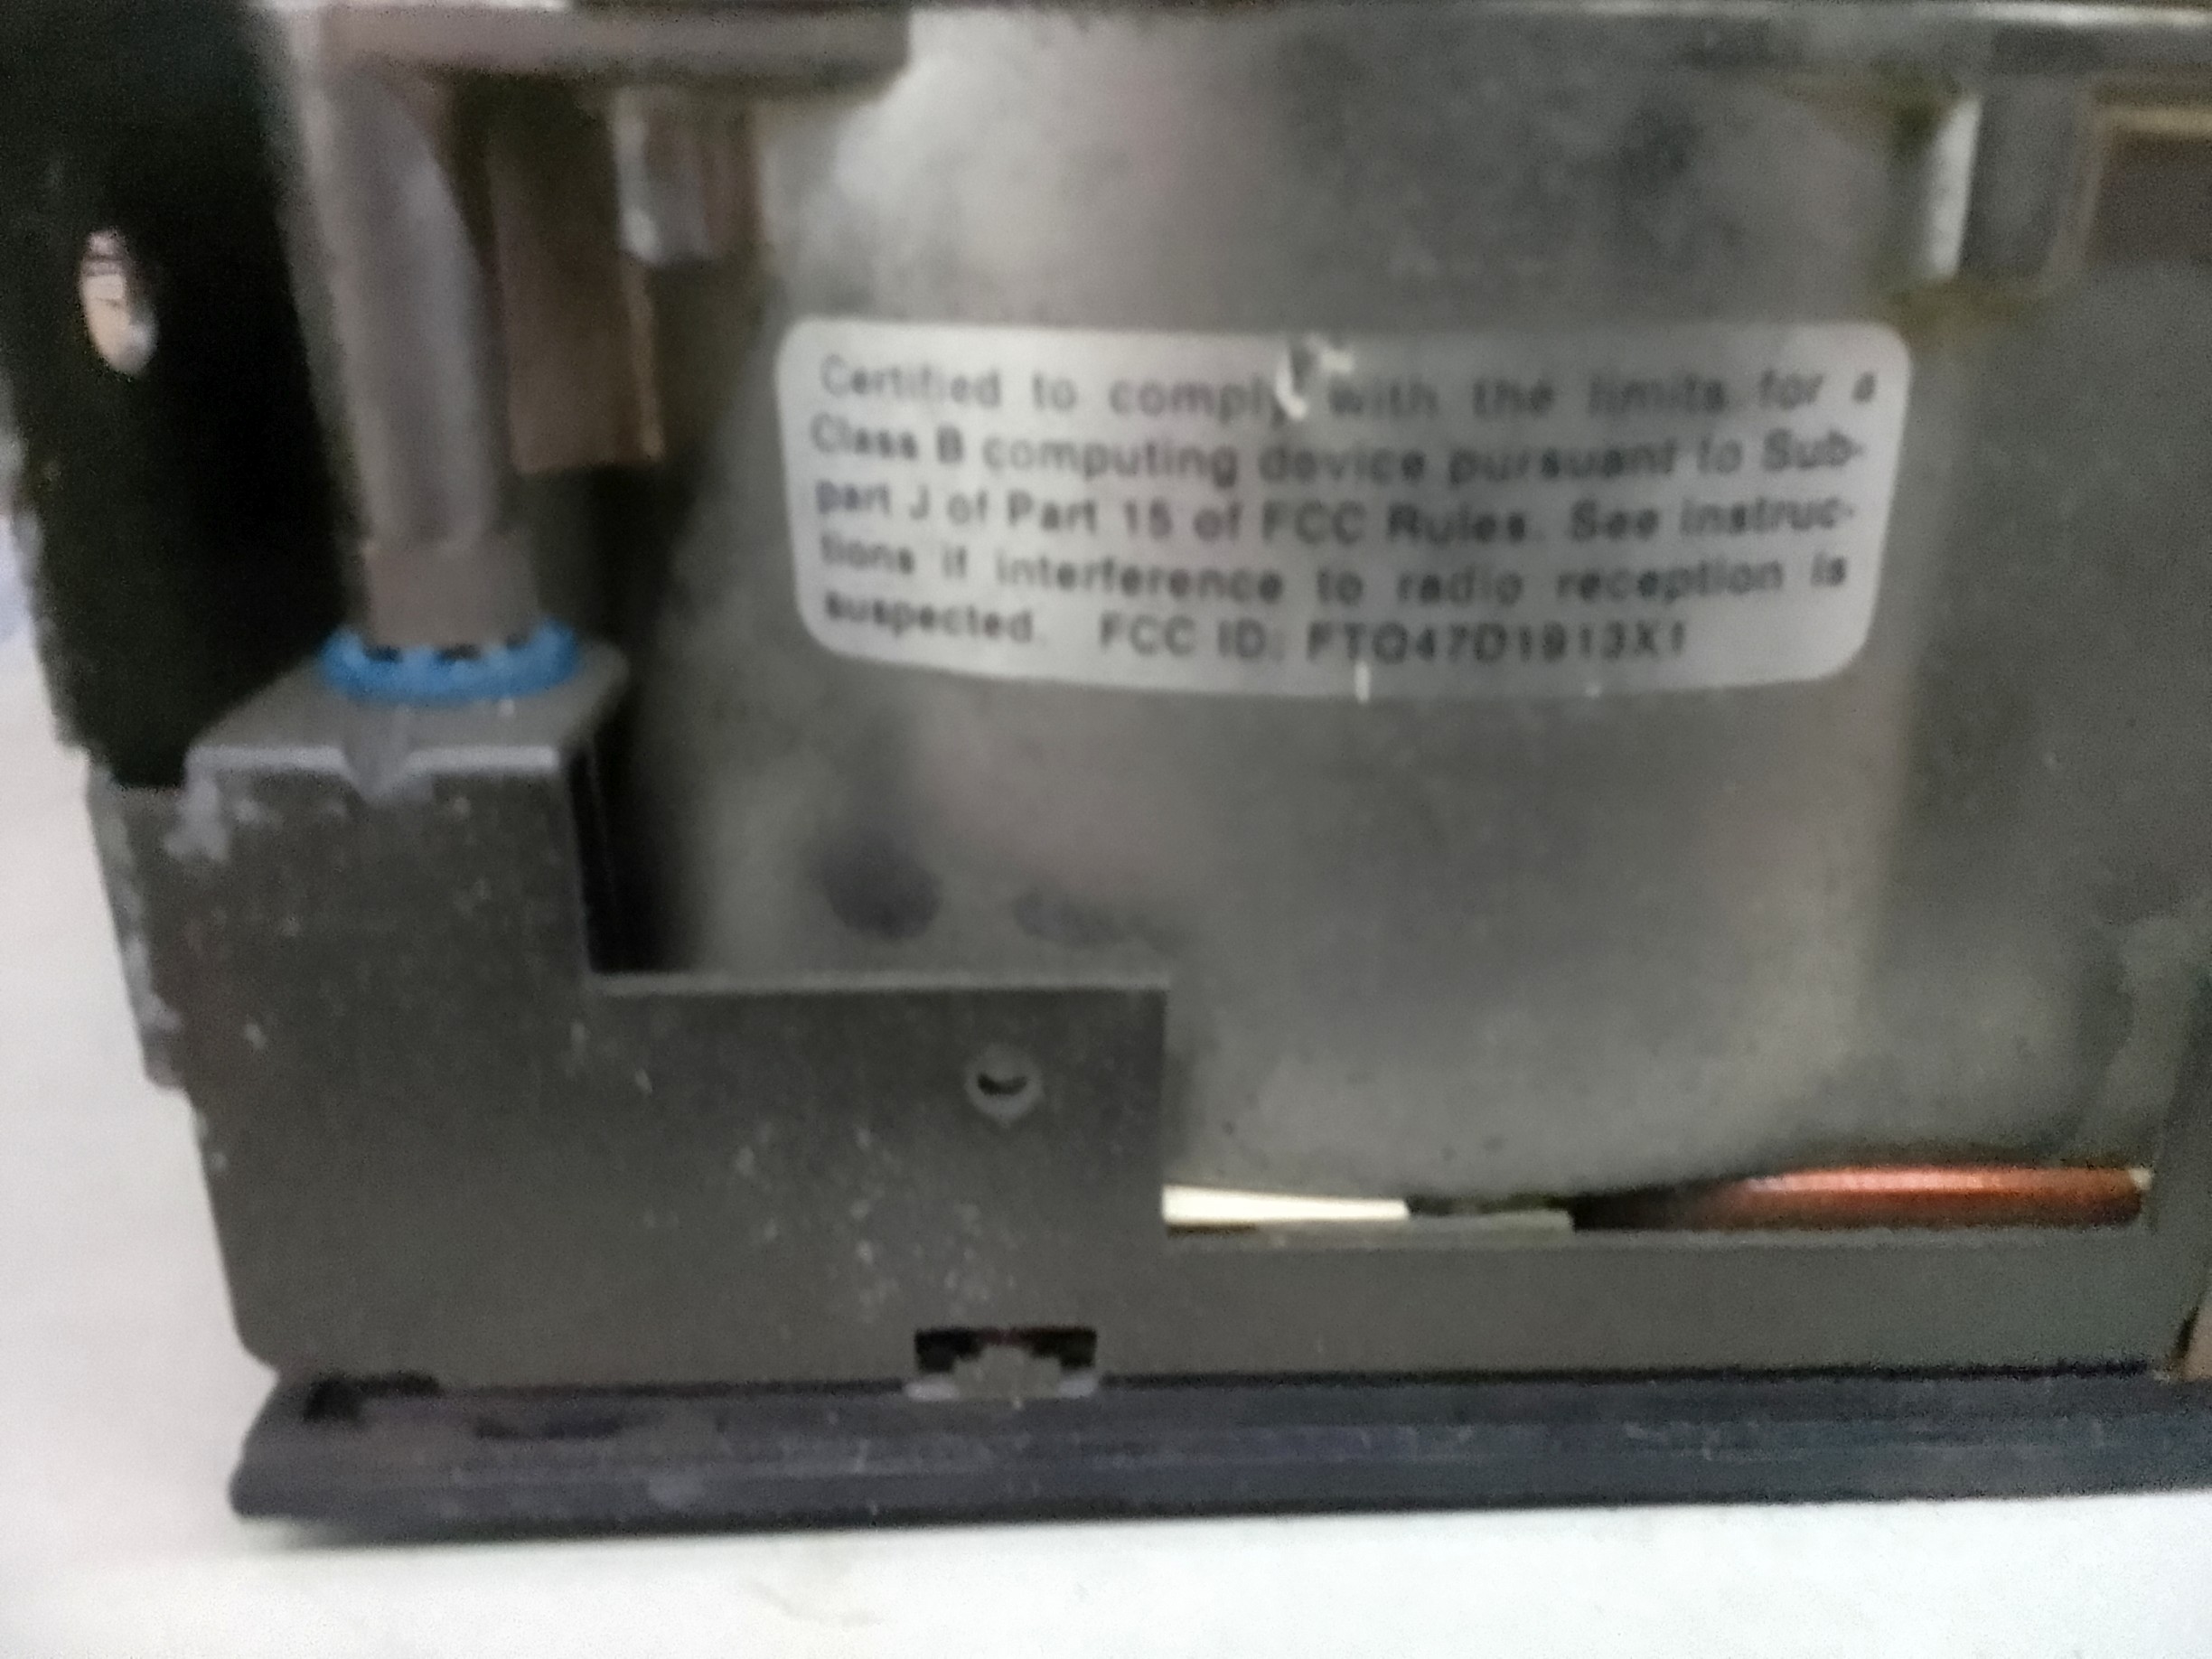 Certified to comply with the limits for a
Class B computing device pursuant to Sub-
part J of Part 15 of FCC Rules. See instruc-
tions if interference to radio reception is
suspected. FCC ID: FTQ47D1913X1